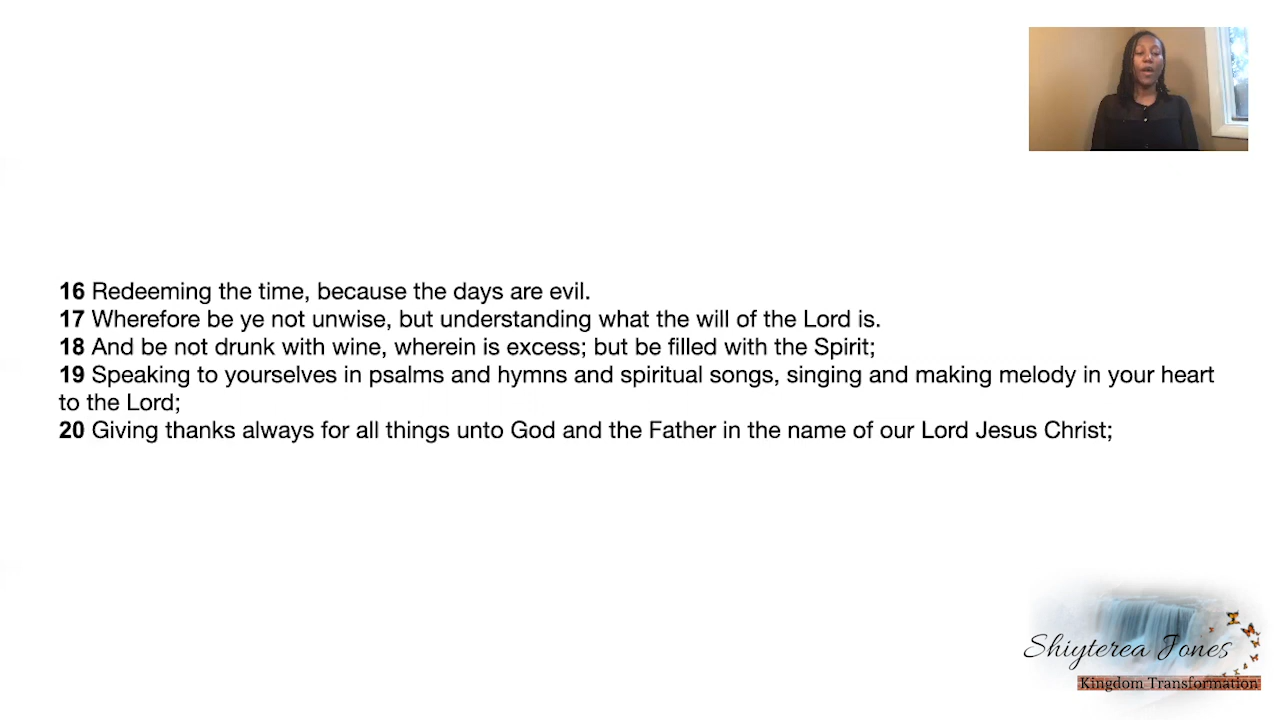 16 Redeeming the time, because the days are evil.
17 Wherefore be ye not unwise, but understanding what the will of the Lord is.
18 And be not drunk with wine, wherein is excess; but be filled with the Spirit;
19 Speaking to yourselves in psalms and hymns and spiritual songs, singing and making melody in your heart
to the Lord;
20 Giving thanks always for all things unto God and the Father in the name of our Lord Jesus Christ;
Shiyterea Jones
Kingdom Transformation